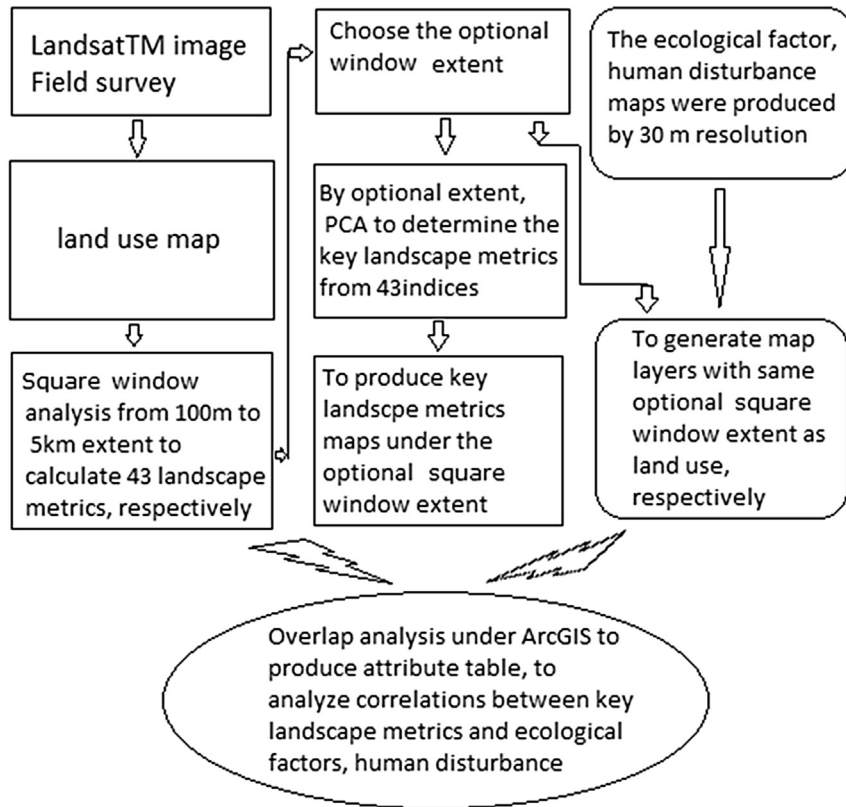 LandsatTM image
Field survey
land use map
Square window
analysis from 100m to
5km extent to
calculate 43 landscape
metrics, respectively
Choose the optional
window extent
By optional extent,
PCA to determine the
key landscape metrics
from 43indices
To produce key
landscpe metrics
maps under the
optional square
window extent
The ecological factor,
human disturbance
maps were produced
by 30 m resolution
To generate map
layers with same
optional square
window extent as
land use,
respectively
Overlap analysis under ArcGIS to
produce attribute table, to
analyze correlations between key
landscape metrics and ecological
factors, human disturbance